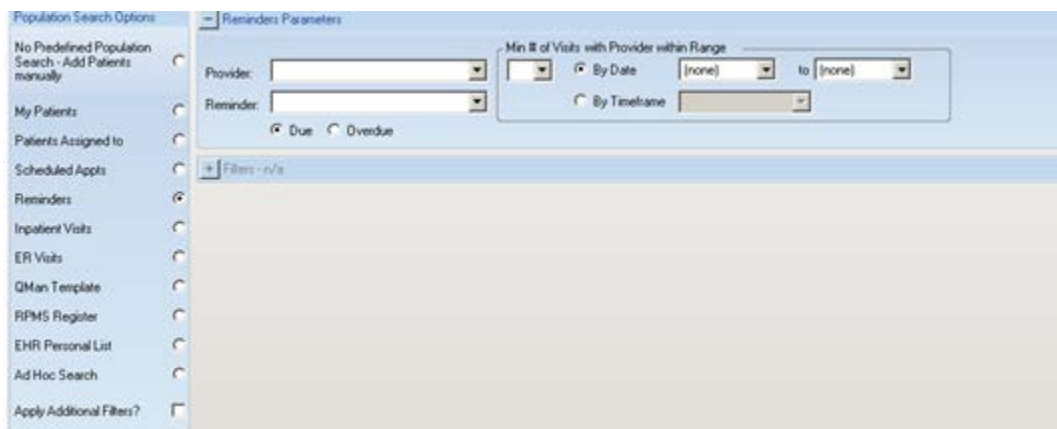 Population Search Options
No Predefined Population
Search - Add Patients
manually
My Patients
Patients Assigned to
Scheduled Appts
Reminders
Inpatient Visits
ER Visits
QMan Template
RPMS Register
EHR Personal List
Ad Hoc Search
Apply Additional Filters?
Reminders Parameters
Min # of Visits with Provider within Range
Provider:
By Date (none) to (none)
Reminder:
By Timeframe
Due Overdue
Filters - n/a